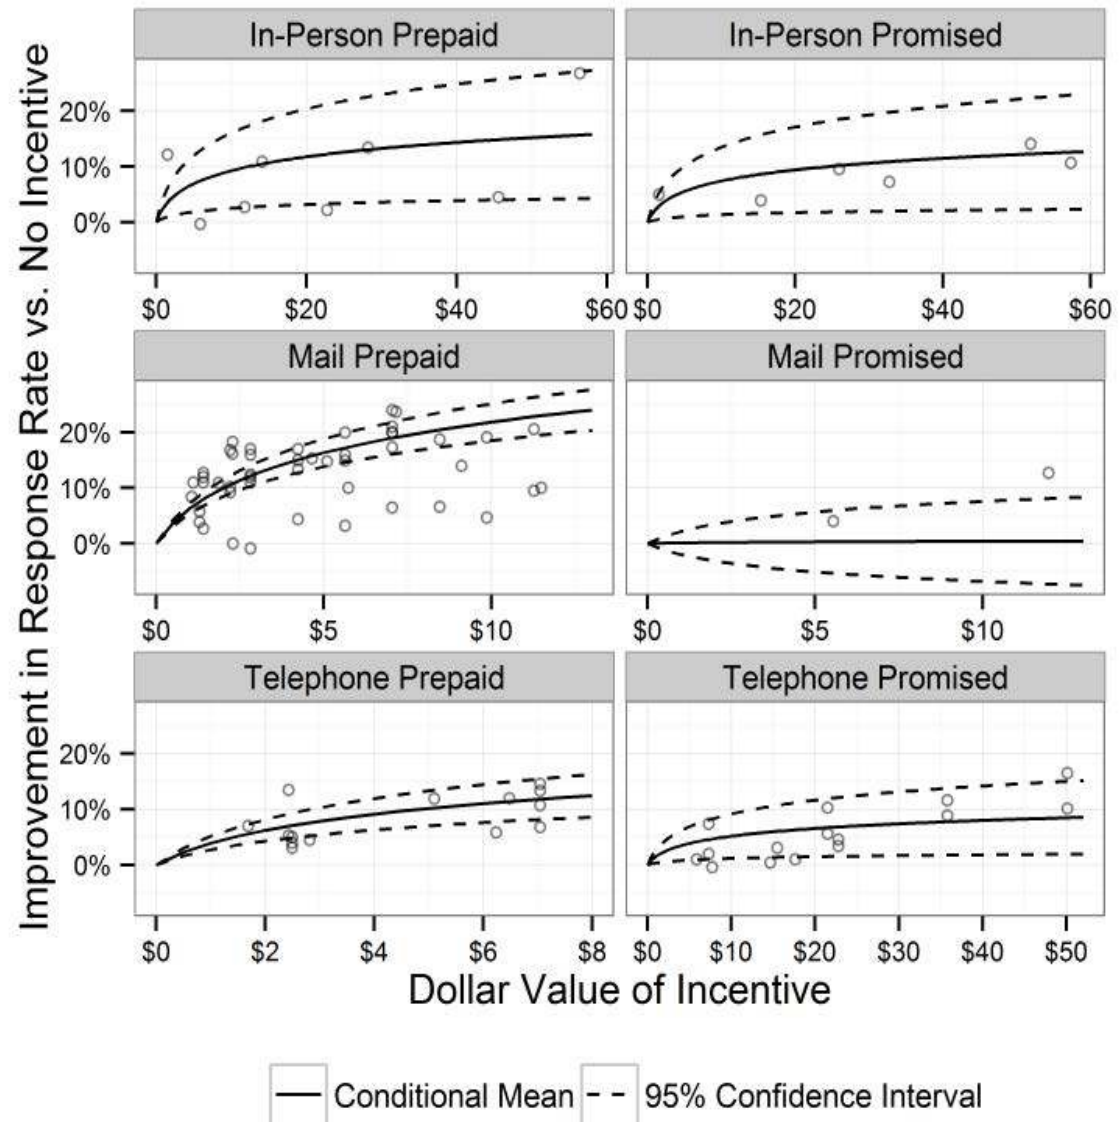 Improvement in Response Rate vs. No Incentive
In-Person Prepaid
In-Person Promised
20%
10%
0%
$0 $20 $40 $60
$0 $20 $40 $60
Mail Prepaid
Mail Promised
20%
10%
0%
$0 $5 $10
$0 $5 $10
Telephone Prepaid
Telephone Promised
20%
10%
0%
$0 $2 $4 $6 $8
$0 $10 $20 $30 $40 $50
Dollar Value of Incentive
Conditional Mean
95% Confidence Interval